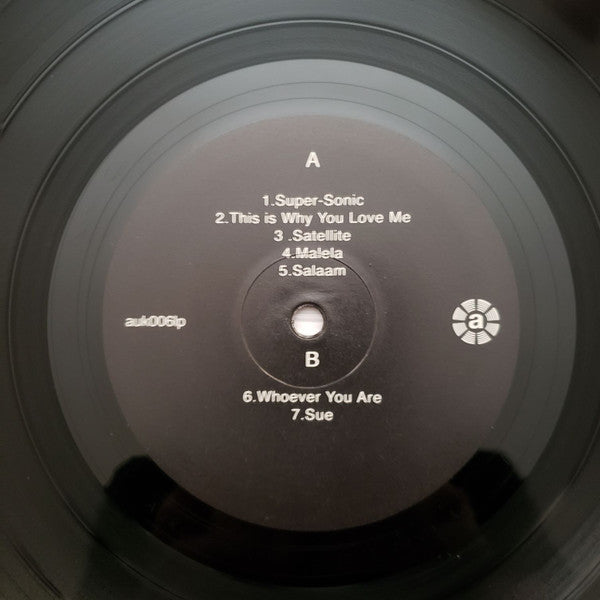 A
1.Super-Sonic
2.This is Why You Love Me
3 .Satellite
4.Malela
5.Salaam
auk006lp
a
B
6.Whoever You Are
7.Sue